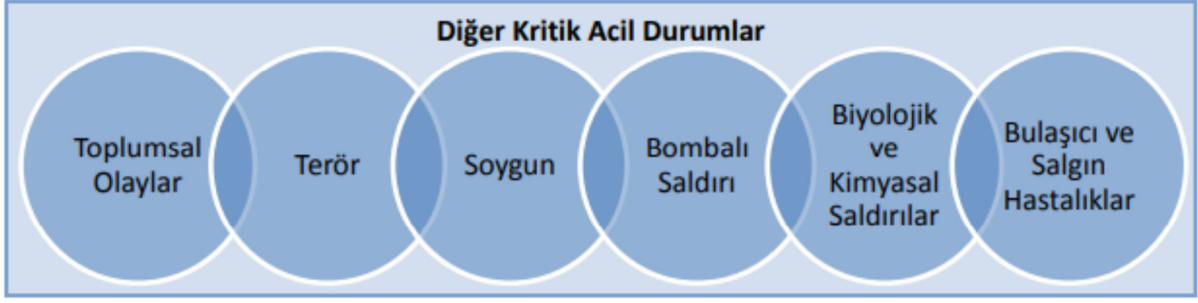 Diğer Kritik Acil Durumlar
Toplumsal
Olaylar
Terör
Soygun
Bombalı
Saldırı
Biyolojik
ve
Kimyasal
Saldırılar
Bulaşıcı ve
Salgın
Hastalıklar